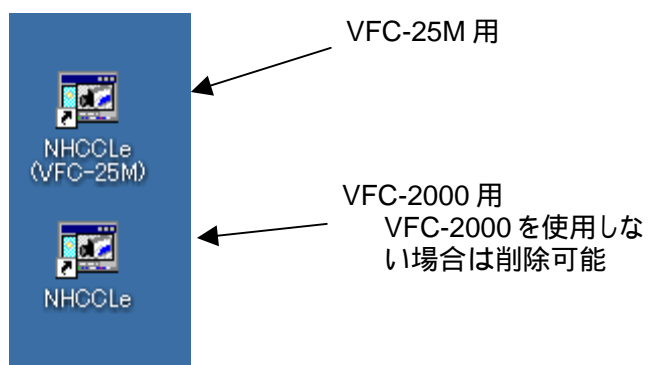 VFC-25M 用
NHCCLe
(VFC-25M)
VFC-2000 用
VFC-2000 を使用しな
い場合は削除可能
NHCCLe